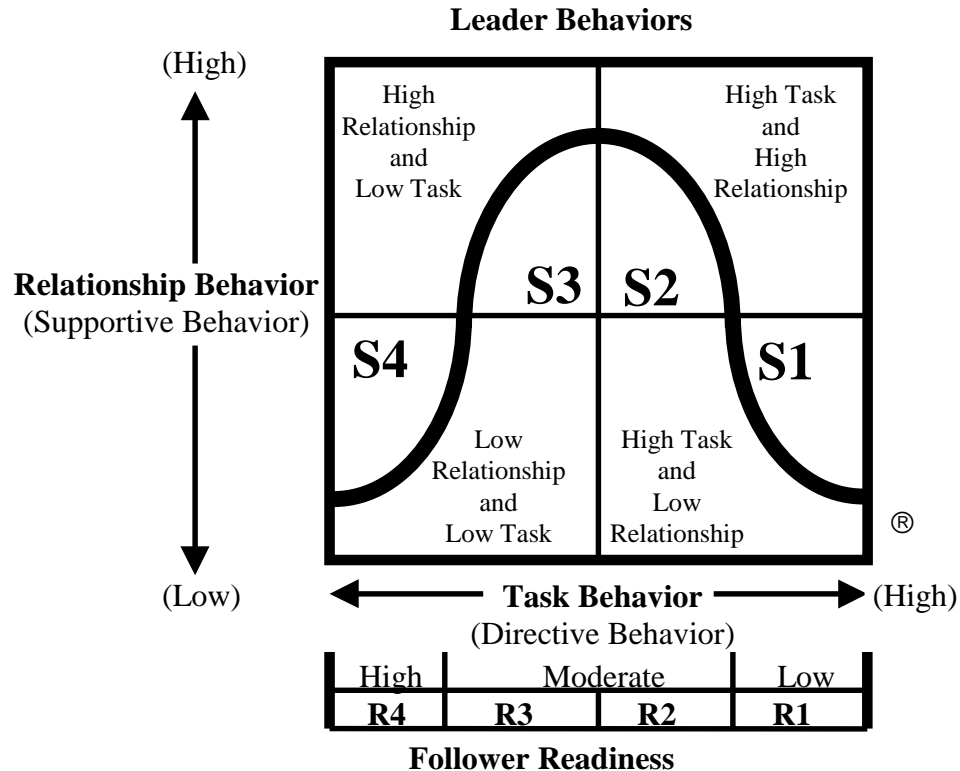 Leader Behaviors
(High)
High
Relationship
and
Low Task
High Task
and
High
Relationship
Relationship Behavior
(Supportive Behavior)
S3
S2
S4
S1
Low
Relationship
and
Low Task
High Task
and
Low
Relationship
®
(Low)
Task Behavior
(High)
(Directive Behavior)
High
Moderate
Low
R4
R3
R2
R1
Follower Readiness